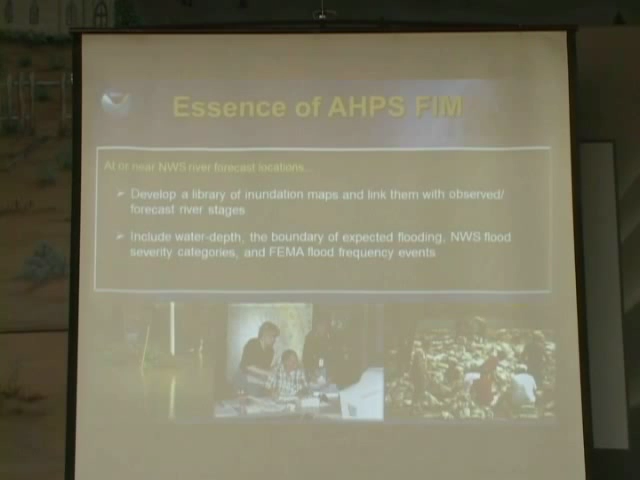 Essence of AHPS FIM
At or near NWS river forecast locations...
➢ Develop a library of inundation maps and link them with observed/
forecast river stages
➢ Include water-depth, the boundary of expected flooding, NWS flood
severity categories, and FEMA flood frequency events